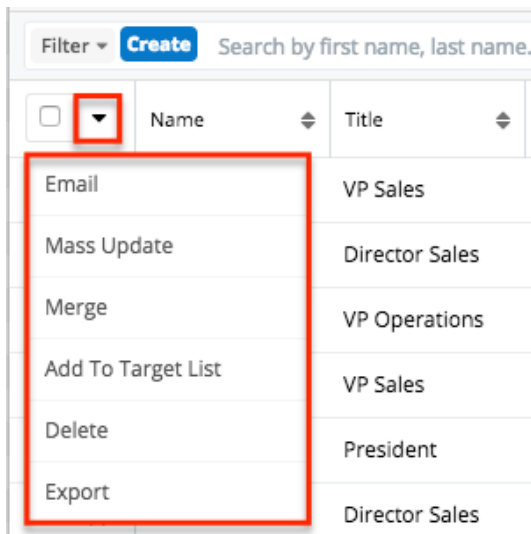 Filter Create Search by first name, last name.
Name Title
Email VP Sales
Mass Update Director Sales
Merge VP Operations
Add To Target List VP Sales
Delete President
Export Director Sales